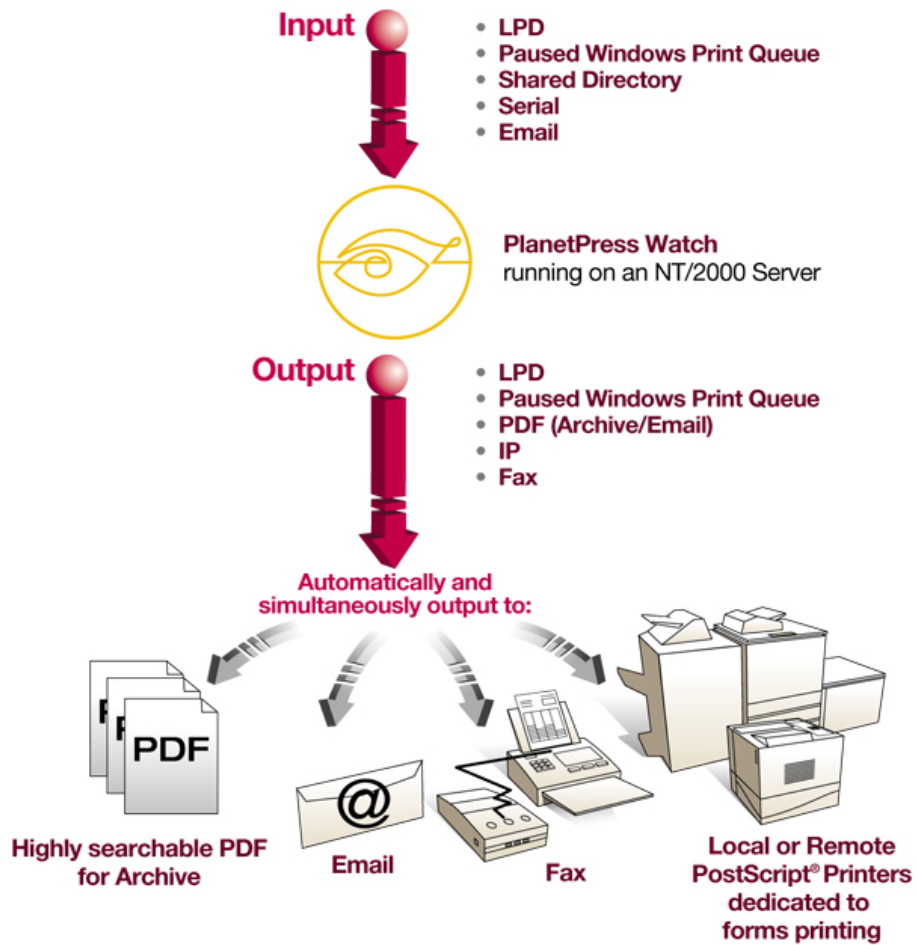 Input
• LPD
• Paused Windows Print Queue
• Shared Directory
• Serial
• Email
PlanetPress Watch
running on an NT/2000 Server
Output
• LPD
• Paused Windows Print Queue
• PDF (Archive/Email)
• IP
• Fax
Automatically and
simultaneously output to:
PDF
@
Highly searchable PDF
for Archive
Email
Fax
Local or Remote
PostScript® Printers
dedicated to
forms printing